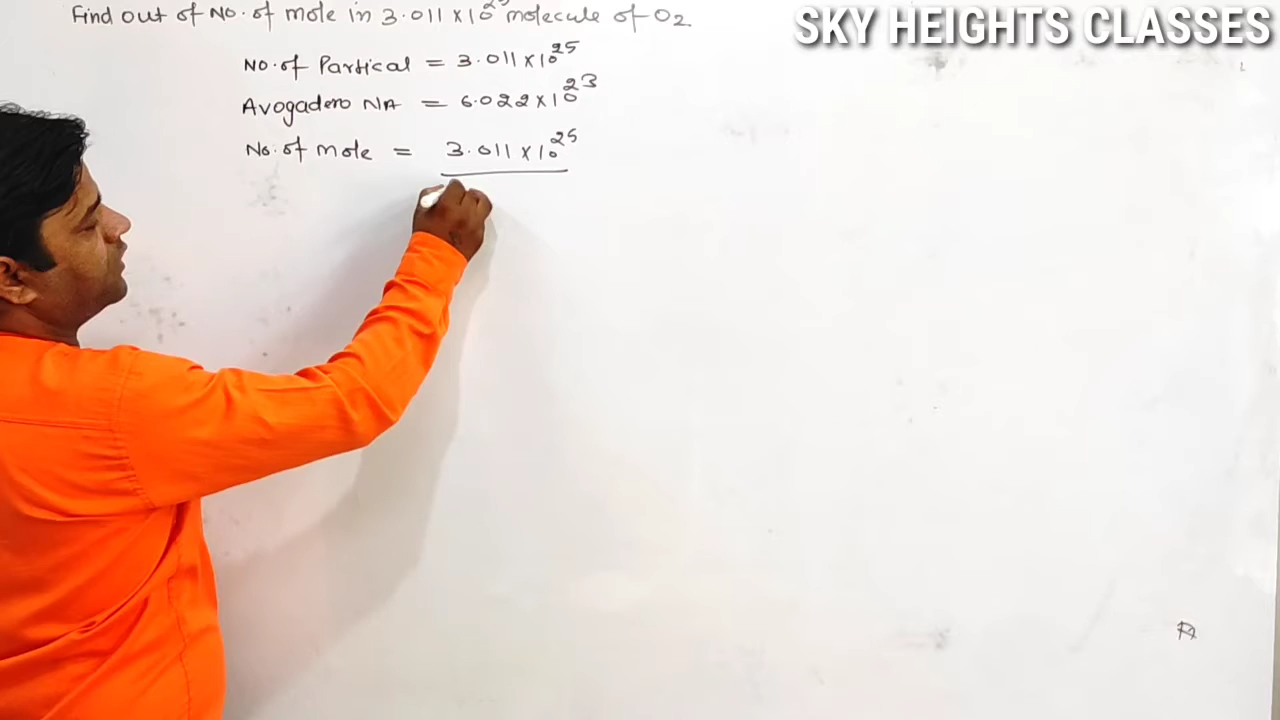 Find out of No. of mole in 3.011 x 10²⁵ molecule of O₂
SKY HEIGHTS CLASSES
No. of Partical = 3.011 x 10²⁵
Avogadero NA = 6.022 x 10²³
No. of mole = 3.011 x 10²⁵